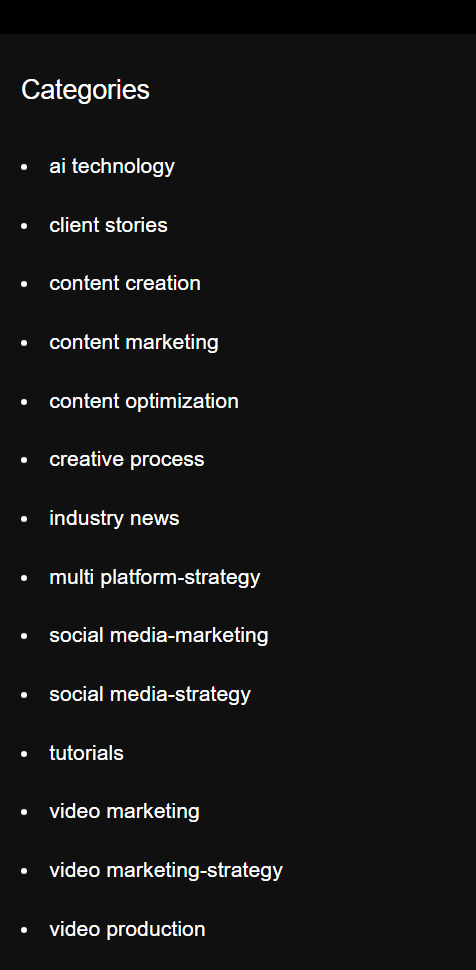 Categories
ai technology
client stories
content creation
content marketing
content optimization
creative process
industry news
multi platform-strategy
social media-marketing
social media-strategy
tutorials
video marketing
video marketing-strategy
video production